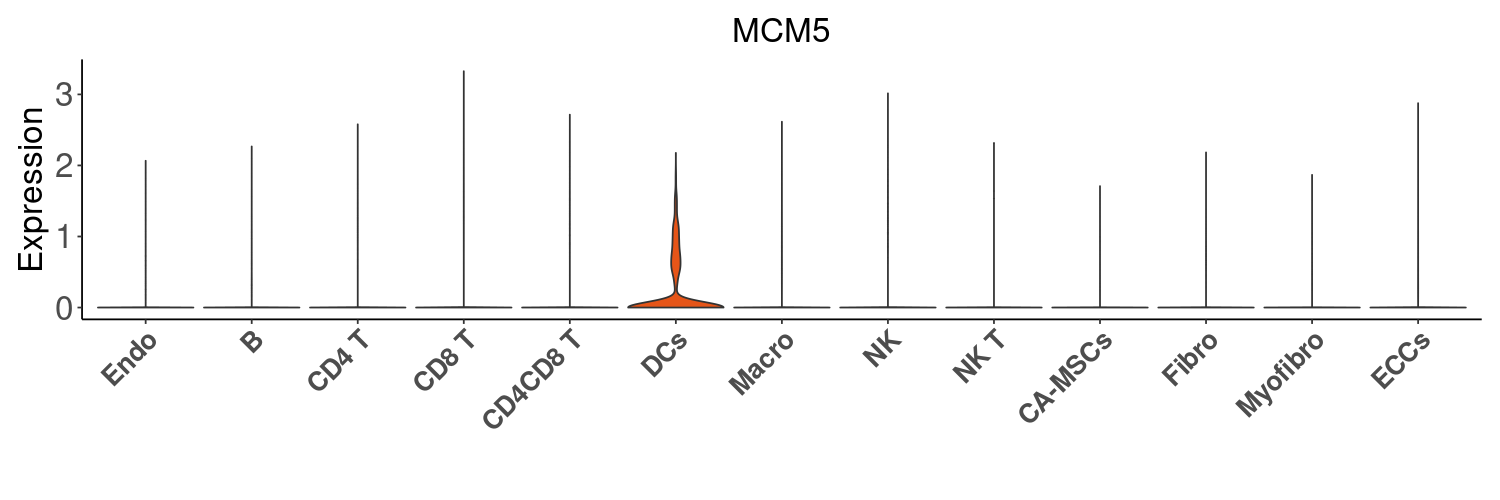 MCM5
Expression
3
2
1
0
Endo
B
CD4 T
CD8 T
CD4CD8 T
DCs
Macro
NK
NK T
CA-MSCs
Fibro
Myofibro
ECCs